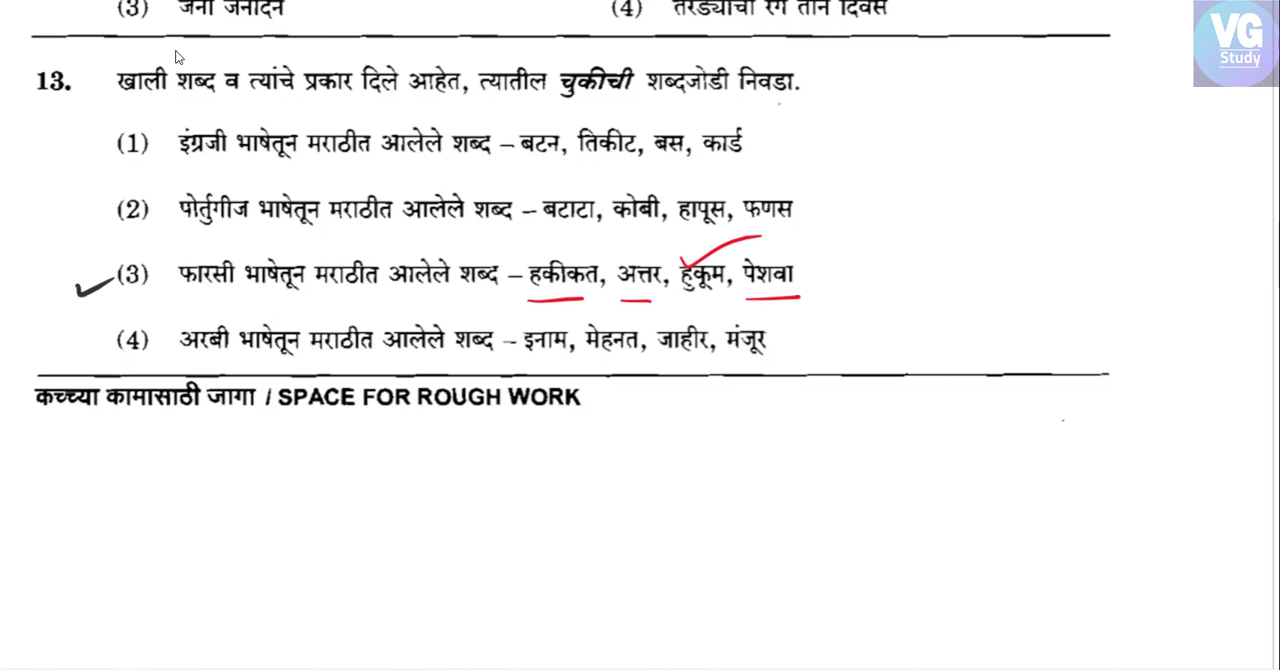 (3) जनी जनार्दन (4) तेरड्याचा रंग तीन दिवस
VG
Study
13. खाली शब्द व त्यांचे प्रकार दिले आहेत, त्यातील चुकीची शब्दजोडी निवडा.
(1) इंग्रजी भाषेतून मराठीत आलेले शब्द – बटन, तिकीट, बस, कार्ड
(2) पोर्तुगीज भाषेतून मराठीत आलेले शब्द – बटाटा, कोबी, हापूस, फणस
(3) फारसी भाषेतून मराठीत आलेले शब्द – हकीकत, अत्तर, हुकूम, पेशवा
(4) अरबी भाषेतून मराठीत आलेले शब्द – इनाम, मेहनत, जाहीर, मंजूर
कच्च्या कामासाठी जागा / SPACE FOR ROUGH WORK